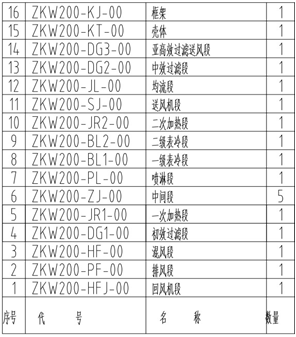 16 ZKW200-KJ-00 框架 1
15 ZKW200-KT-00 壳体 1
14 ZKW200-DG3-00 亚高效过滤送风段 1
13 ZKW200-DG2-00 中效过滤段 1
12 ZKW200-JL-00 均流段 1
11 ZKW200-SJ-00 送风机段 1
10 ZKW200-JR2-00 二次加热段 1
9 ZKW200-BL2-00 二级表冷段 1
8 ZKW200-BL1-00 一级表冷段 1
7 ZKW200-PL-00 喷淋段 1
6 ZKW200-ZJ-00 中间段 5
5 ZKW200-JR1-00 一次加热段 1
4 ZKW200-DG1-00 初效过滤段 1
3 ZKW200-HF-00 混风段 1
2 ZKW200-PF-00 排风段 1
1 ZKW200-HFJ-00 回风机段 1
序号 代 号 名 称 数量